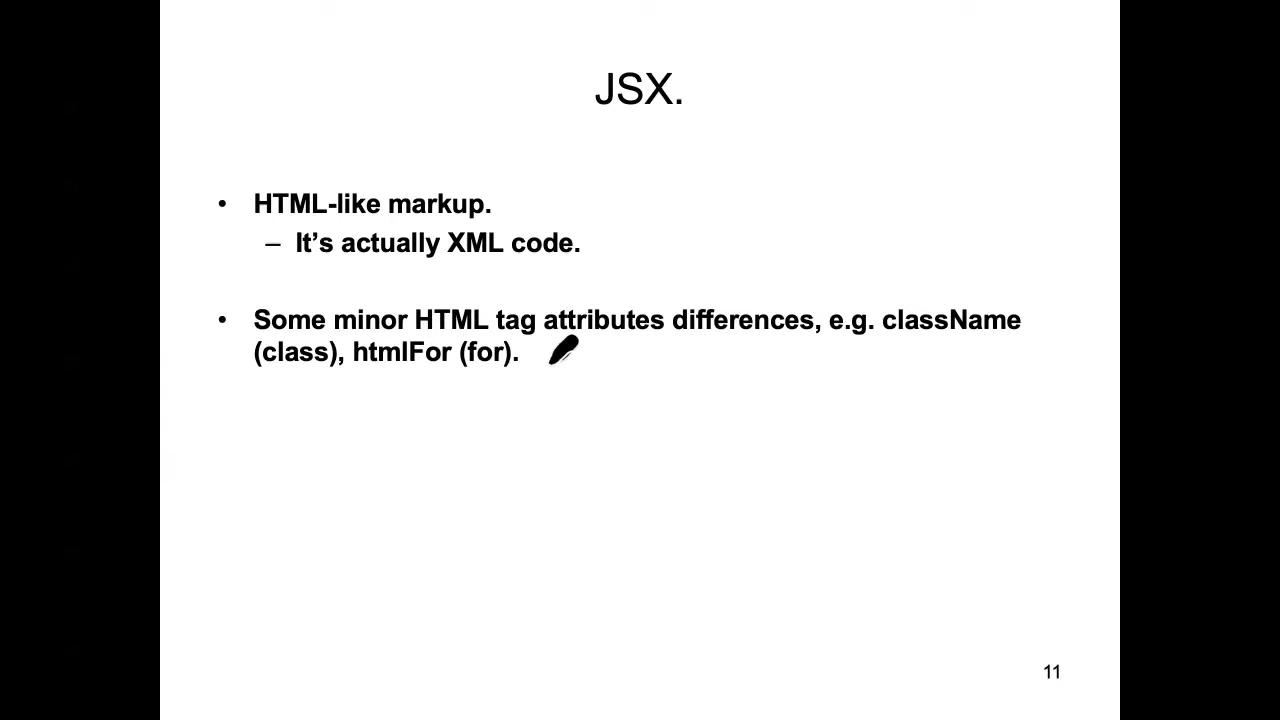 JSX.
• HTML-like markup.
– It’s actually XML code.
• Some minor HTML tag attributes differences, e.g. className
(class), htmlFor (for).
11